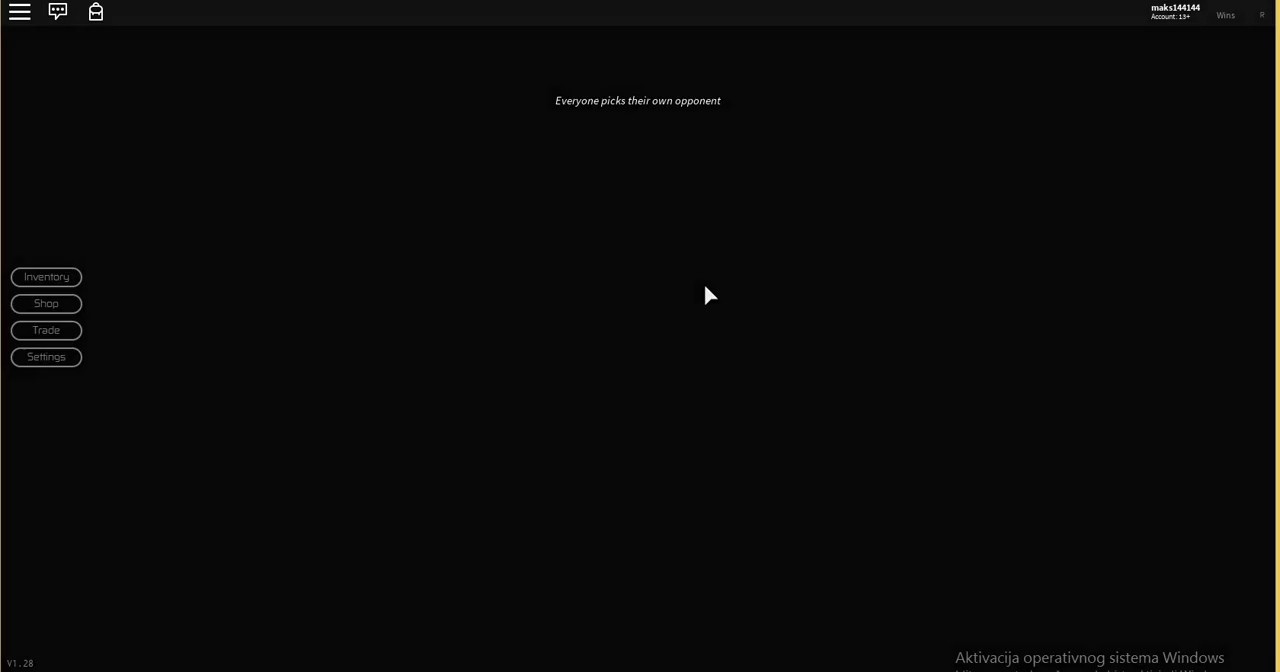 maks144144
Account: 13+
Wins
R
Everyone picks their own opponent
Inventory
Shop
Trade
Settings
V1.28
Aktivacija operativnog sistema Windows